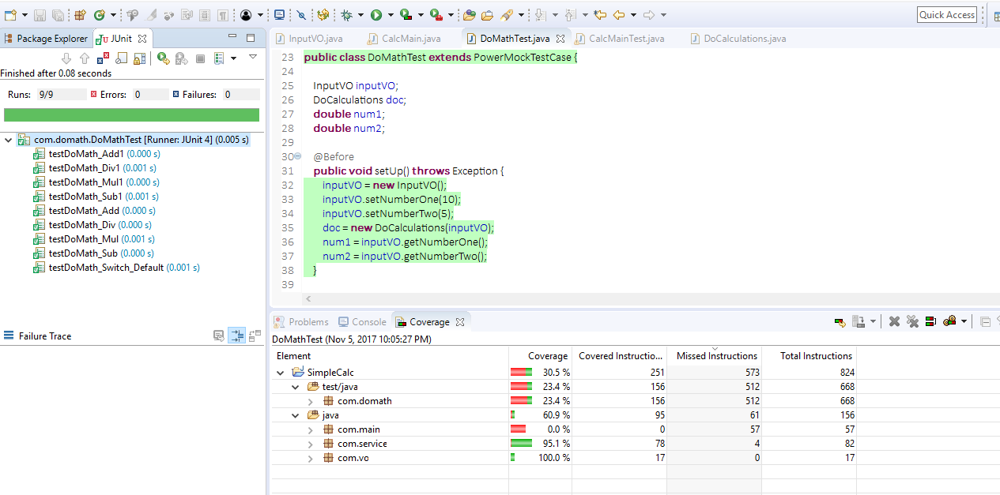 Quick Access
Package Explorer
JUnit
Finished after 0.08 seconds
Runs: 9/9 Errors: 0 Failures: 0
com.domath.DoMathTest [Runner: JUnit 4] (0.005 s)
testDoMath_Add1 (0.000 s)
testDoMath_Div1 (0.001 s)
testDoMath_Mul1 (0.000 s)
testDoMath_Sub1 (0.001 s)
testDoMath_Add (0.000 s)
testDoMath_Div (0.000 s)
testDoMath_Mul (0.001 s)
testDoMath_Sub (0.000 s)
testDoMath_Switch_Default (0.001 s)
Failure Trace
InputVO.java CalcMain.java DoMathTest.java CalcMainTest.java DoCalculations.java
23 public class DoMathTest extends PowerMockTestCase {
24
25 InputVO inputVO;
26 DoCalculations doc;
27 double num1;
28 double num2;
29
30 @Before
31 public void setUp() throws Exception {
32 inputVO = new InputVO();
33 inputVO.setNumberOne(10);
34 inputVO.setNumberTwo(5);
35 doc = new DoCalculations(inputVO);
36 num1 = inputVO.getNumberOne();
37 num2 = inputVO.getNumberTwo();
38 }
39
Problems Console Coverage
DoMathTest (Nov 5, 2017 10:05:27 PM)
Element Coverage Covered Instructio... Missed Instructions Total Instructions
SimpleCalc 30.5 % 251 573 824
test/java 23.4 % 156 512 668
com.domath 23.4 % 156 512 668
java 60.9 % 95 61 156
com.main 0.0 % 0 57 57
com.service 95.1 % 78 4 82
com.vo 100.0 % 17 0 17